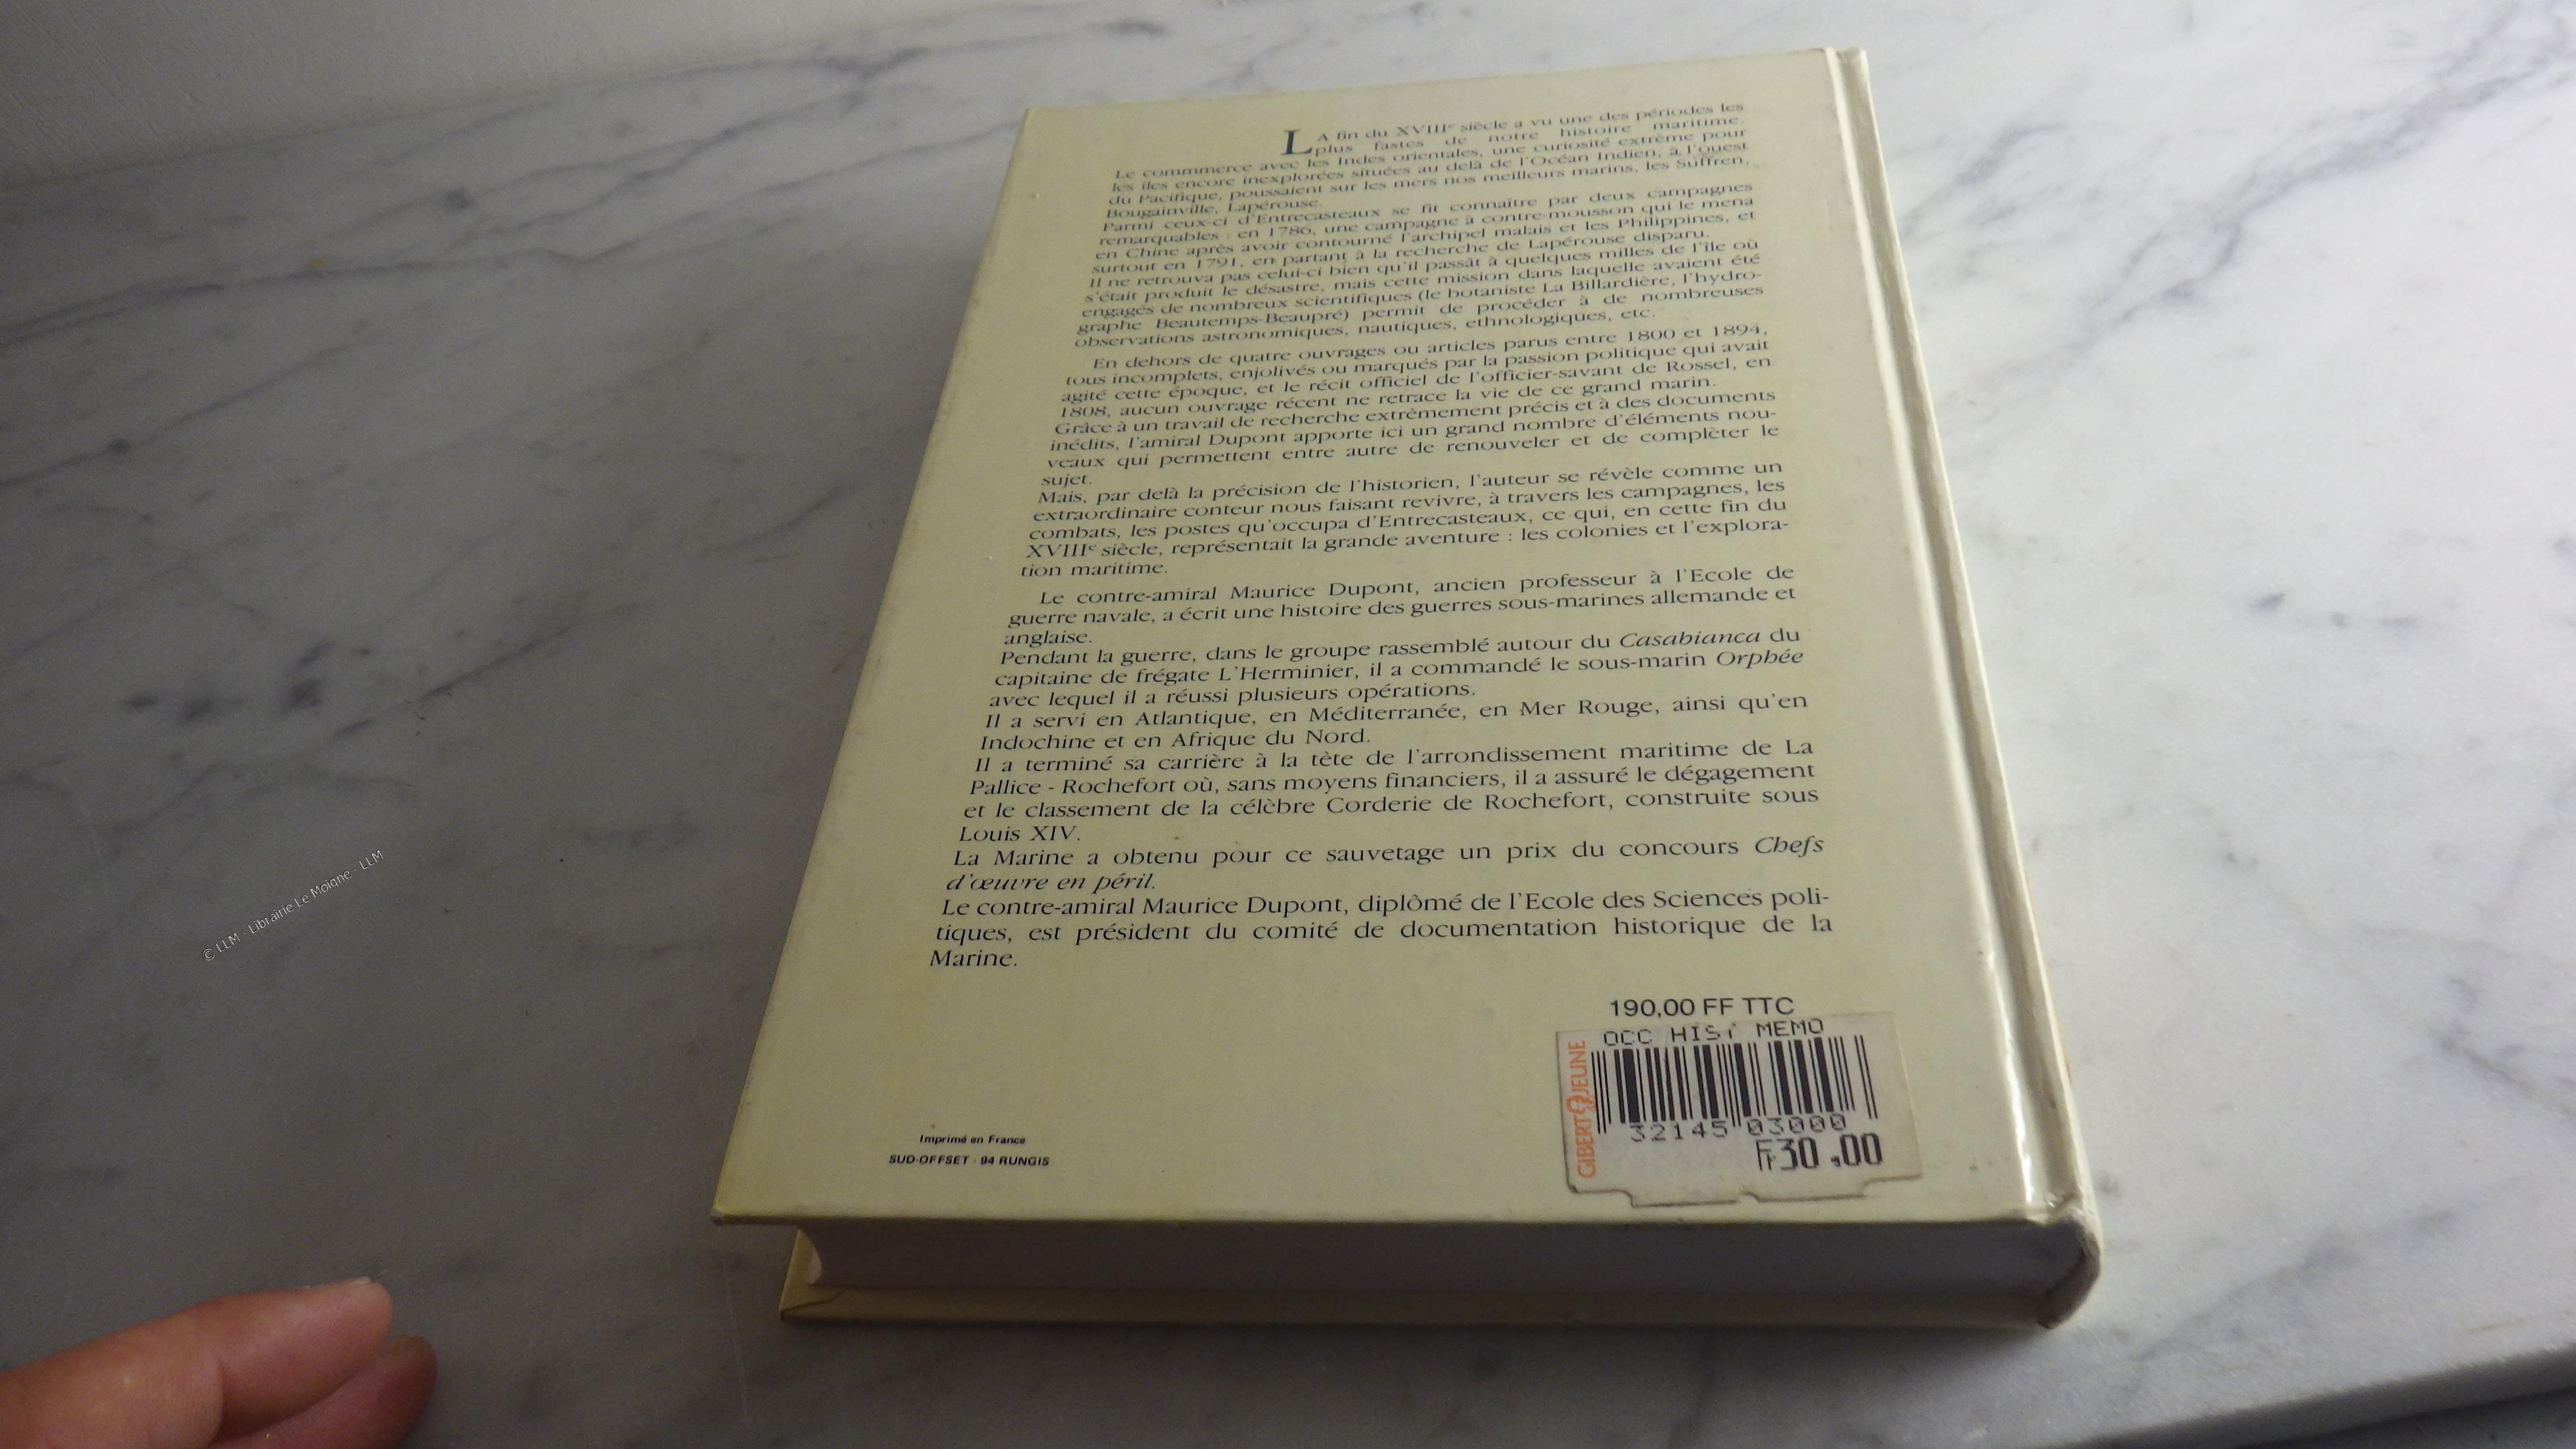 LA fin du XVIIIe siècle a vu une des périodes les
plus fastes de notre histoire maritime.
Le commmerce avec les Indes orientales, une curiosité extrême pour
les îles encore inexplorées situées au delà de l'Océan Indien, à l'ouest
du Pacifique, poussaient sur les mers nos meilleurs marins, les Suffren,
Bougainville, Lapérouse.
Parmi ceux-ci d'Entrecasteaux se fit connaître par deux campagnes
remarquables : en 1786, une campagne à contre-mousson qui le mena
en Chine après avoir contourné l'archipel malais et les Philippines, et
surtout en 1791, en partant à la recherche de Lapérouse disparu.
Il ne retrouva pas celui-ci bien qu'il passât à quelques milles de l'île où
s'était produit le désastre, mais cette mission dans laquelle avaient été
engagés de nombreux scientifiques (le botaniste La Billardière, l'hydro-
graphe Beautemps-Beaupré) permit de procéder à de nombreuses
observations astronomiques, nautiques, ethnologiques, etc.
En dehors de quatre ouvrages ou articles parus entre 1800 et 1894,
tous incomplets, enjolivés ou marqués par la passion politique qui avait
agité cette époque, et le récit officiel de l'officier-savant de Rossel, en
1808, aucun ouvrage récent ne retrace la vie de ce grand marin.
Grâce à un travail de recherche extrèmement précis et à des documents
inédits, l'amiral Dupont apporte ici un grand nombre d'éléments nou-
veaux qui permettent entre autre de renouveler et de complèter le
sujet.
Mais, par delà la précision de l'historien, l'auteur se révèle comme un
extraordinaire conteur nous faisant revivre, à travers les campagnes, les
combats, les postes qu'occupa d'Entrecasteaux, ce qui, en cette fin du
XVIIIe siècle, représentait la grande aventure : les colonies et l'explora-
tion maritime.
Le contre-amiral Maurice Dupont, ancien professeur à l'Ecole de
guerre navale, a écrit une histoire des guerres sous-marines allemande et
anglaise.
Pendant la guerre, dans le groupe rassemblé autour du Casabianca du
capitaine de frégate L'Herminier, il a commandé le sous-marin Orphée
avec lequel il a réussi plusieurs opérations.
Il a servi en Atlantique, en Méditerranée, en Mer Rouge, ainsi qu'en
Indochine et en Afrique du Nord.
Il a terminé sa carrière à la tète de l'arrondissement maritime de La
Pallice - Rochefort où, sans moyens financiers, il a assuré le dégagement
et le classement de la célèbre Corderie de Rochefort, construite sous
Louis XIV.
La Marine a obtenu pour ce sauvetage un prix du concours Chefs
d'œuvre en péril.
Le contre-amiral Maurice Dupont, diplômé de l'Ecole des Sciences poli-
tiques, est président du comité de documentation historique de la
Marine.
190,00 FF TTC
OCC HIST MEMO
GIBERT JEUNE
32145 03000
Fr30.00
Imprimé en France
SUD-OFFSET - 94 RUNGIS
© LLM - Librairie Le Moigne - LLM